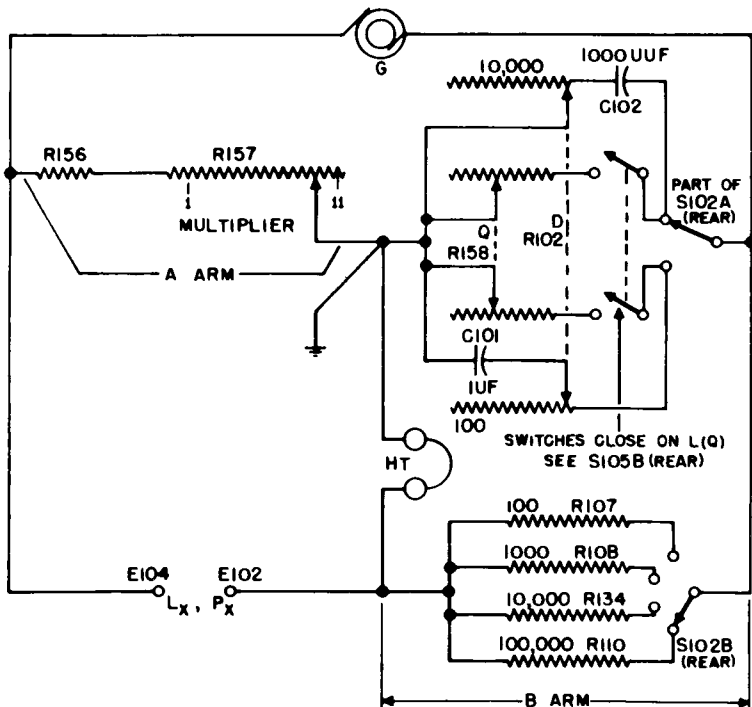 G
10,000
1000 UUF
C102
R156
R157
1
11
MULTIPLIER
PART OF
S102A
(REAR)
Q
D
R158
R102
A ARM
C101
1UF
100
SWITCHES CLOSE ON L(Q)
SEE S105B (REAR)
HT
100 R107
1000 R108
E104
E102
LX, PX
10,000 R134
100,000 R110
S102B
(REAR)
B ARM